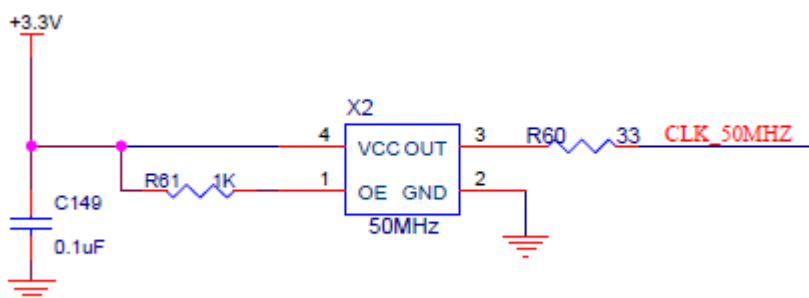 +3.3V
X2
4
VCC OUT
3
R60
33
CLK_50MHZ
R61
1K
1
OE GND
2
C149
50MHz
0.1uF